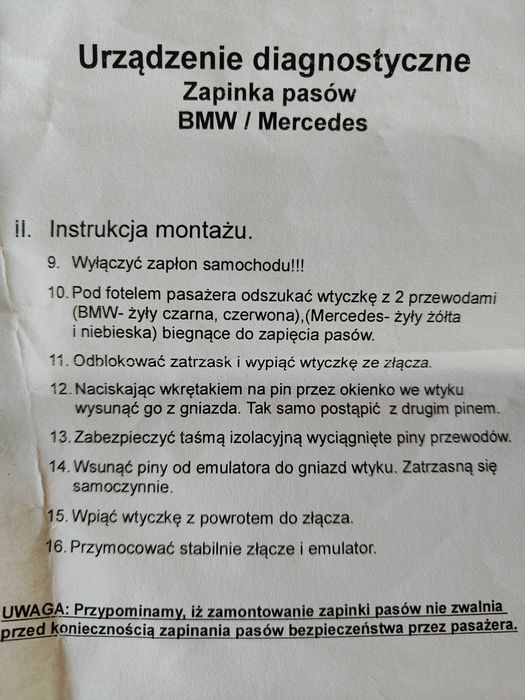 Urządzenie diagnostyczne
Zapinka pasów
BMW / Mercedes
II. Instrukcja montażu.
9. Wyłączyć zapłon samochodu!!!
10. Pod fotelem pasażera odszukać wtyczkę z 2 przewodami
(BMW- żyły czarna, czerwona),(Mercedes- żyły żółta
i niebieska) biegnące do zapięcia pasów.
11. Odblokować zatrzask i wypiąć wtyczkę ze złącza.
12. Naciskając wkrętakiem na pin przez okienko we wtyku
wysunąć go z gniazda. Tak samo postąpić z drugim pinem.
13. Zabezpieczyć taśmą izolacyjną wyciągnięte piny przewodów.
14. Wsunąć piny od emulatora do gniazd wtyku. Zatrzasną się
samoczynnie.
15. Wpiąć wtyczkę z powrotem do złącza.
16. Przymocować stabilnie złącze i emulator.
UWAGA: Przypominamy, iż zamontowanie zapinki pasów nie zwalnia
przed koniecznością zapinania pasów bezpieczeństwa przez pasażera.